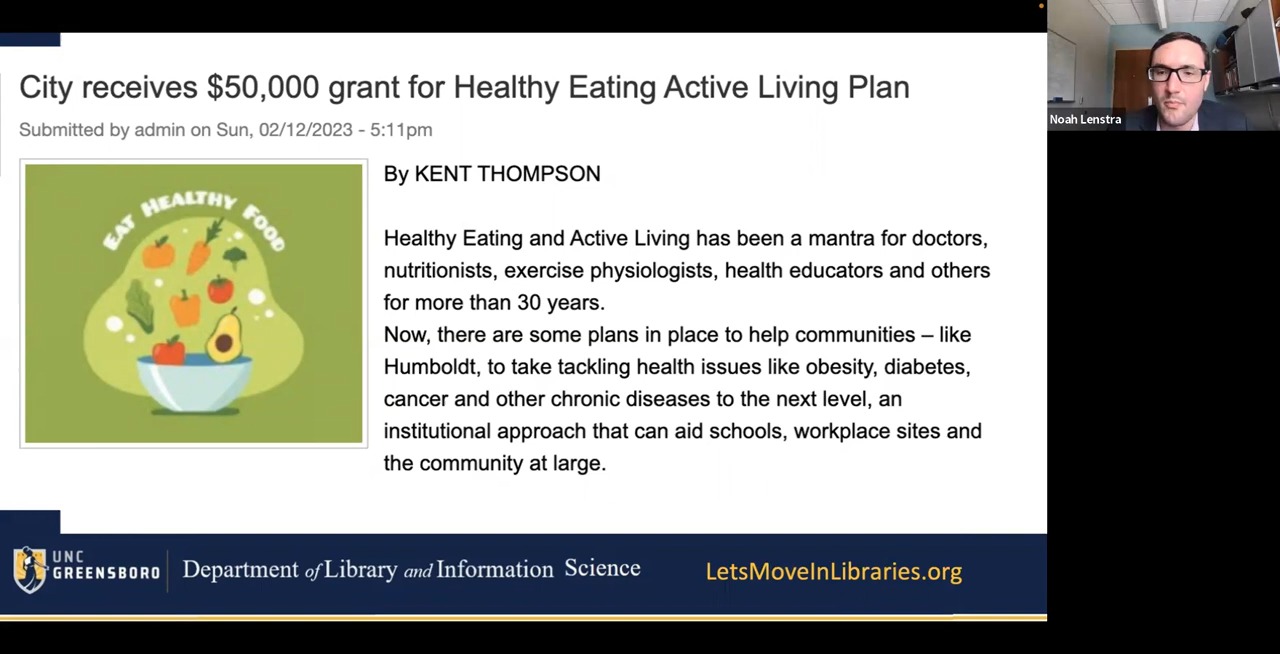 City receives $50,000 grant for Healthy Eating Active Living Plan
Submitted by admin on Sun, 02/12/2023 - 5:11pm
EAT HEALTHY FOOD
By KENT THOMPSON
Healthy Eating and Active Living has been a mantra for doctors,
nutritionists, exercise physiologists, health educators and others
for more than 30 years.
Now, there are some plans in place to help communities – like
Humboldt, to take tackling health issues like obesity, diabetes,
cancer and other chronic diseases to the next level, an
institutional approach that can aid schools, workplace sites and
the community at large.
UNC
GREENSBORO
Department of Library and Information Science
LetsMoveInLibraries.org
Noah Lenstra